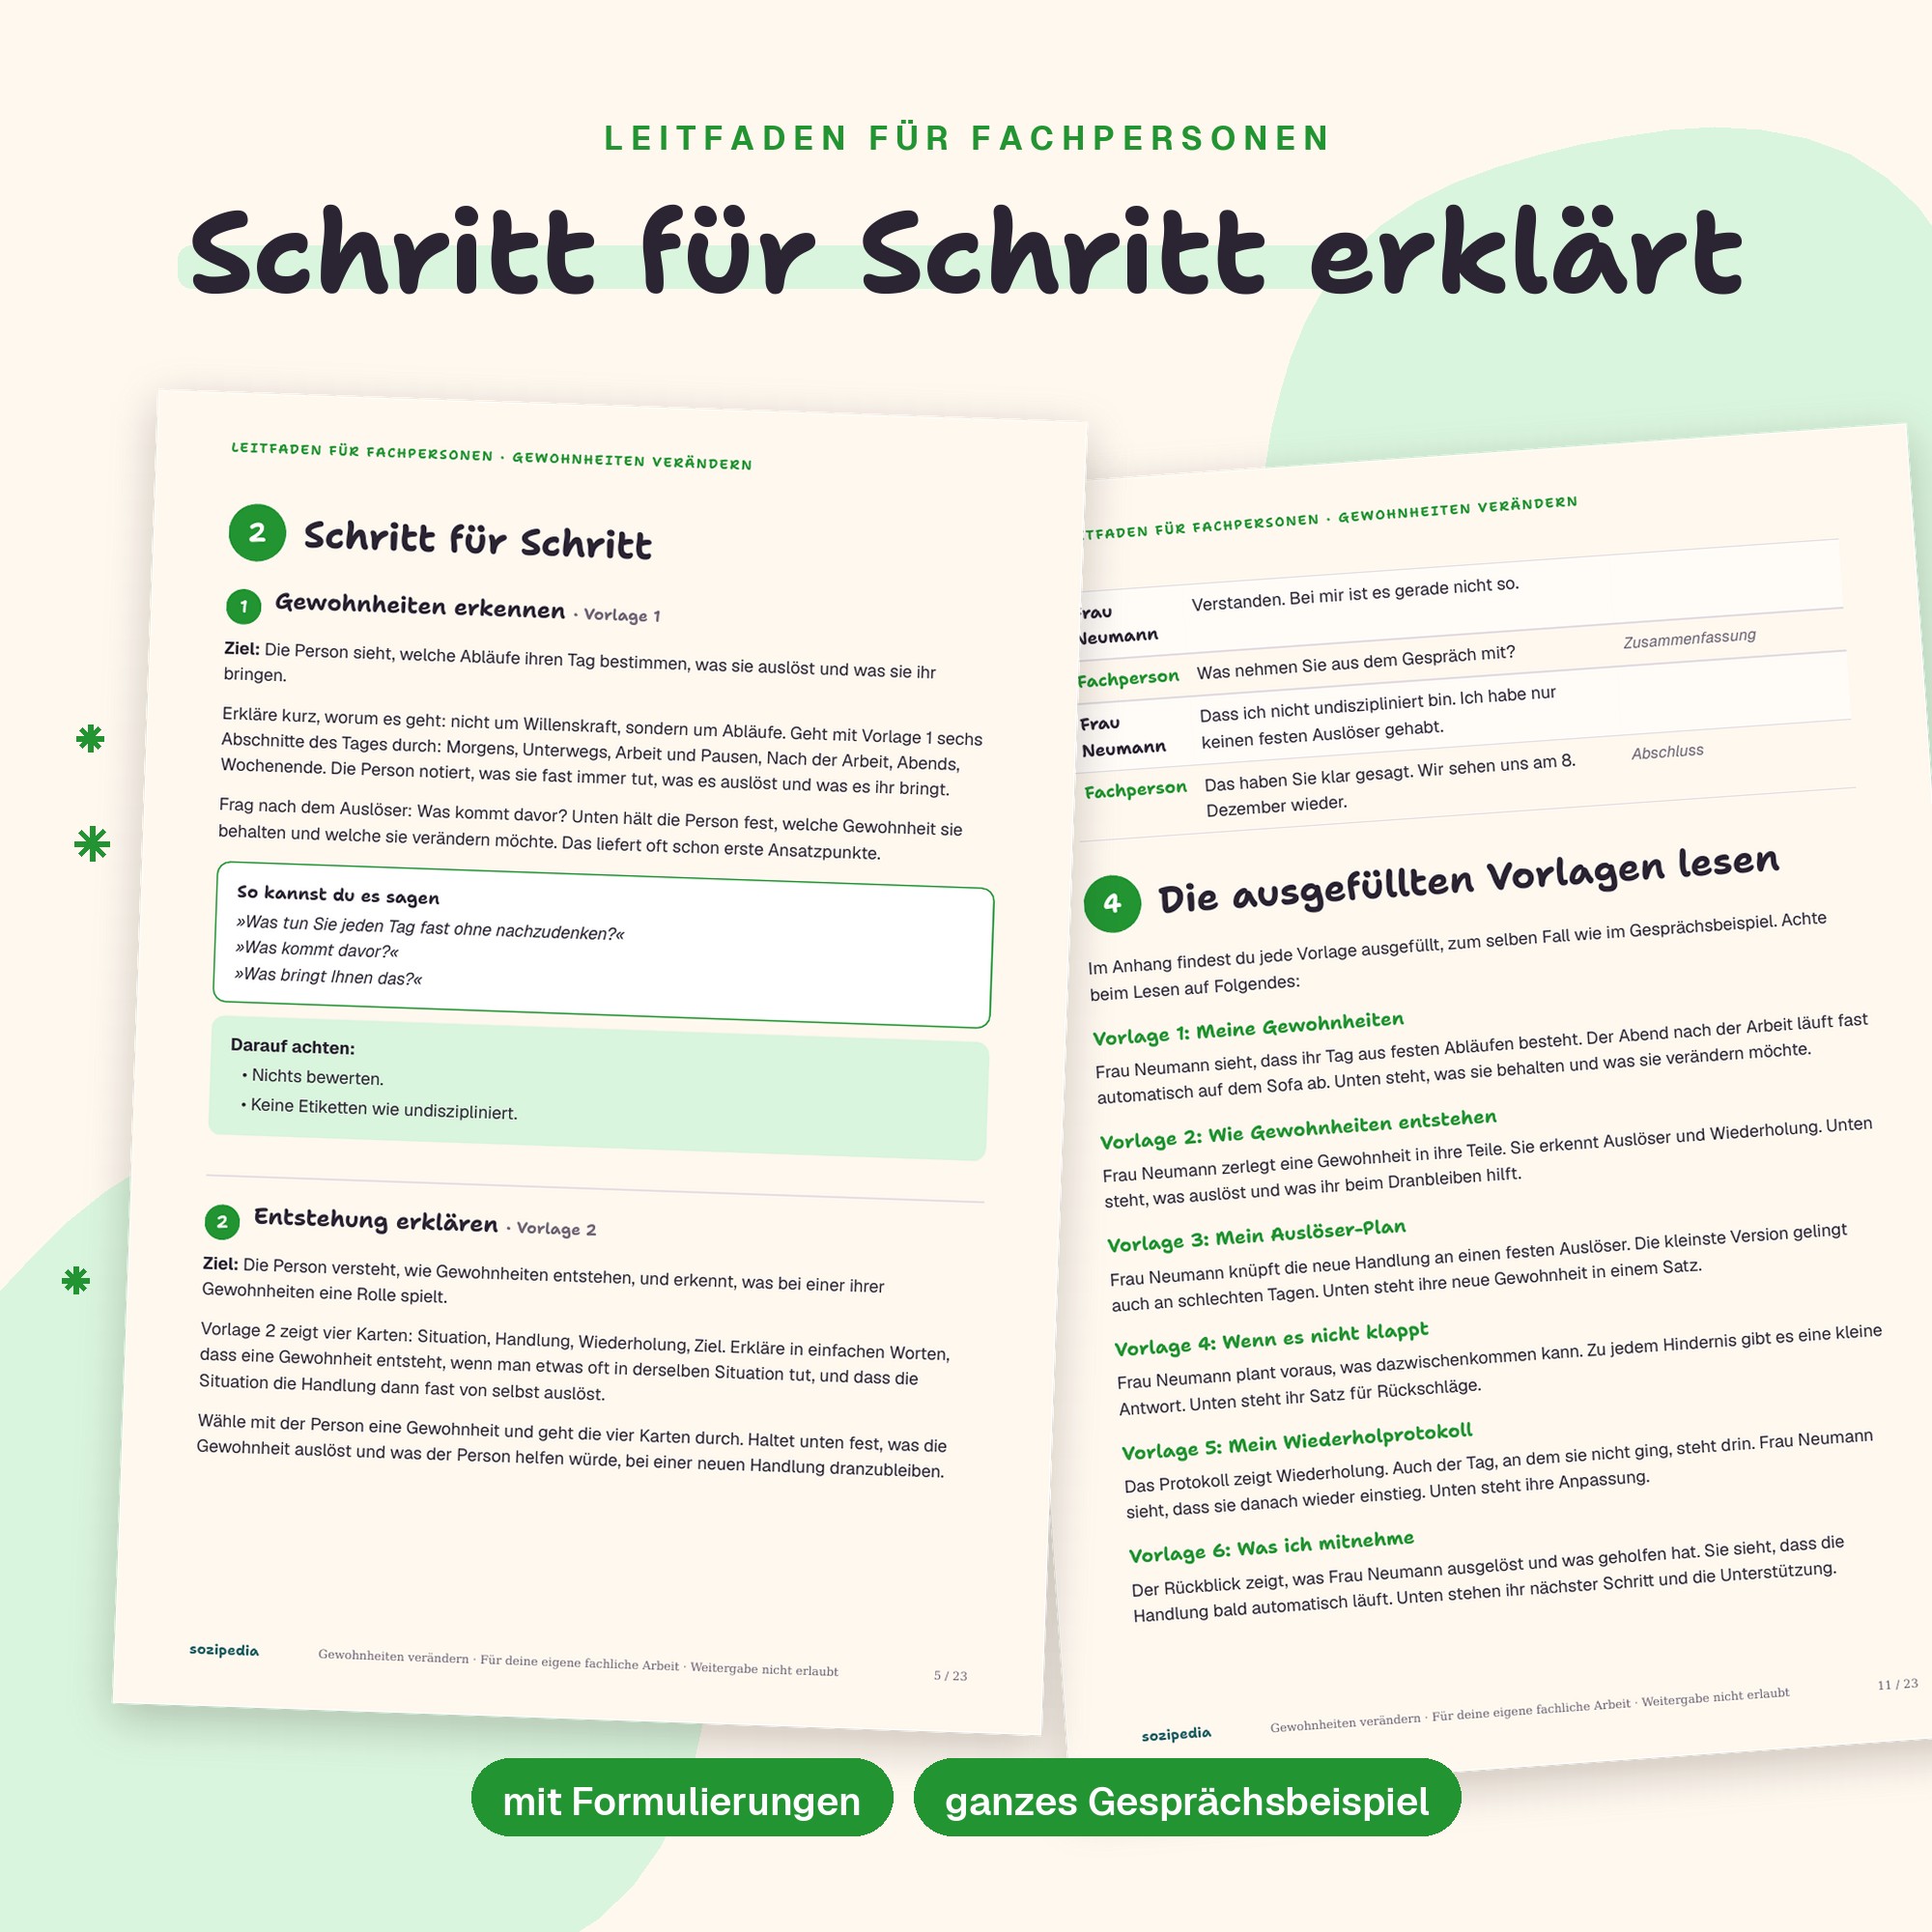 LEITFADEN FÜR FACHPERSONEN
Schritt für Schritt erklärt
LEITFADEN FÜR FACHPERSONEN · GEWOHNHEITEN VERÄNDERN
2 Schritt für Schritt
1 Gewohnheiten erkennen · Vorlage 1
Ziel: Die Person sieht, welche Abläufe ihren Tag bestimmen, was sie auslöst und was sie ihr
bringen.
Erkläre kurz, worum es geht: nicht um Willenskraft, sondern um Abläufe. Geht mit Vorlage 1 sechs
Abschnitte des Tages durch: Morgens, Unterwegs, Arbeit und Pausen, Nach der Arbeit, Abends,
Wochenende. Die Person notiert, was sie fast immer tut, was es auslöst und was es ihr bringt.
Frag nach dem Auslöser: Was kommt davor? Unten hält die Person fest, welche Gewohnheit sie
behalten und welche sie verändern möchte. Das liefert oft schon erste Ansatzpunkte.
So kannst du es sagen
»Was tun Sie jeden Tag fast ohne nachzudenken?«
»Was kommt davor?«
»Was bringt Ihnen das?«
Darauf achten:
• Nichts bewerten.
• Keine Etiketten wie undiszipliniert.
2 Entstehung erklären · Vorlage 2
Ziel: Die Person versteht, wie Gewohnheiten entstehen, und erkennt, was bei einer ihrer
Gewohnheiten eine Rolle spielt.
Vorlage 2 zeigt vier Karten: Situation, Handlung, Wiederholung, Ziel. Erkläre in einfachen Worten,
dass eine Gewohnheit entsteht, wenn man etwas oft in derselben Situation tut, und dass die
Situation die Handlung dann fast von selbst auslöst.
Wähle mit der Person eine Gewohnheit und geht die vier Karten durch. Haltet unten fest, was die
Gewohnheit auslöst und was der Person helfen würde, bei einer neuen Handlung dranzubleiben.
sozipedia Gewohnheiten verändern · Für deine eigene fachliche Arbeit · Weitergabe nicht erlaubt 5 / 23
TFADEN FÜR FACHPERSONEN · GEWOHNHEITEN VERÄNDERN
Frau Verstanden. Bei mir ist es gerade nicht so.
Neumann
Fachperson Was nehmen Sie aus dem Gespräch mit? Zusammenfassung
Frau Dass ich nicht undiszipliniert bin. Ich habe nur
Neumann keinen festen Auslöser gehabt.
Fachperson Das haben Sie klar gesagt. Wir sehen uns am 8. Abschluss
Dezember wieder.
4 Die ausgefüllten Vorlagen lesen
Im Anhang findest du jede Vorlage ausgefüllt, zum selben Fall wie im Gesprächsbeispiel. Achte
beim Lesen auf Folgendes:
Vorlage 1: Meine Gewohnheiten
Frau Neumann sieht, dass ihr Tag aus festen Abläufen besteht. Der Abend nach der Arbeit läuft fast
automatisch auf dem Sofa ab. Unten steht, was sie behalten und was sie verändern möchte.
Vorlage 2: Wie Gewohnheiten entstehen
Frau Neumann zerlegt eine Gewohnheit in ihre Teile. Sie erkennt Auslöser und Wiederholung. Unten
steht, was auslöst und was ihr beim Dranbleiben hilft.
Vorlage 3: Mein Auslöser-Plan
Frau Neumann knüpft die neue Handlung an einen festen Auslöser. Die kleinste Version gelingt
auch an schlechten Tagen. Unten steht ihre neue Gewohnheit in einem Satz.
Vorlage 4: Wenn es nicht klappt
Frau Neumann plant voraus, was dazwischenkommen kann. Zu jedem Hindernis gibt es eine kleine
Antwort. Unten steht ihr Satz für Rückschläge.
Vorlage 5: Mein Wiederholprotokoll
Das Protokoll zeigt Wiederholung. Auch der Tag, an dem sie nicht ging, steht drin. Frau Neumann
sieht, dass sie danach wieder einstieg. Unten steht ihre Anpassung.
Vorlage 6: Was ich mitnehme
Der Rückblick zeigt, was Frau Neumann ausgelöst und was geholfen hat. Sie sieht, dass die
Handlung bald automatisch läuft. Unten stehen ihr nächster Schritt und die Unterstützung.
sozipedia Gewohnheiten verändern · Für deine eigene fachliche Arbeit · Weitergabe nicht erlaubt 11 / 23
mit Formulierungen
ganzes Gesprächsbeispiel